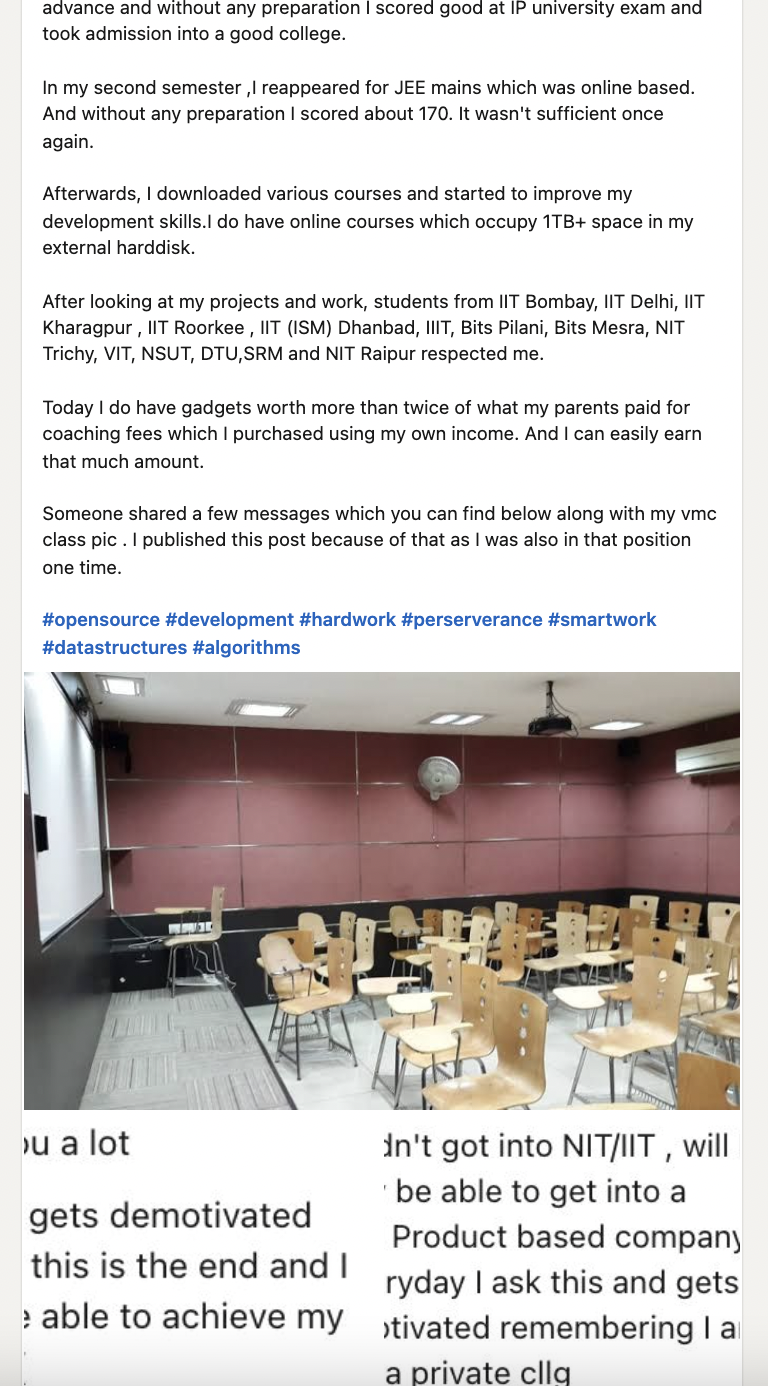 advance and without any preparation I scored good at IP university exam and
took admission into a good college.
In my second semester ,I reappeared for JEE mains which was online based.
And without any preparation I scored about 170. It wasn't sufficient once
again.
Afterwards, I downloaded various courses and started to improve my
development skills.I do have online courses which occupy 1TB+ space in my
external harddisk.
After looking at my projects and work, students from IIT Bombay, IIT Delhi, IIT
Kharagpur , IIT Roorkee , IIT (ISM) Dhanbad, IIIT, Bits Pilani, Bits Mesra, NIT
Trichy, VIT, NSUT, DTU,SRM and NIT Raipur respected me.
Today I do have gadgets worth more than twice of what my parents paid for
coaching fees which I purchased using my own income. And I can easily earn
that much amount.
Someone shared a few messages which you can find below along with my vmc
class pic . I published this post because of that as I was also in that position
one time.
#opensource #development #hardwork #perserverance #smartwork
#datastructures #algorithms
ou a lot
gets demotivated
this is the end and I
able to achieve my
dn't got into NIT/IIT , will
be able to get into a
Product based company
ryday I ask this and gets
otivated remembering I a
a private cllg